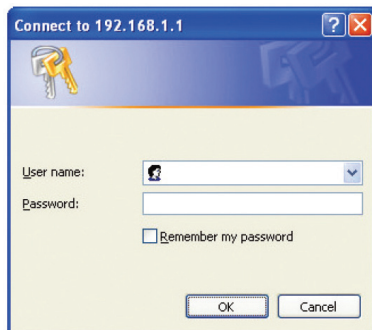 Connect to 192.168.1.1
User name:
Password:
Remember my password
OK Cancel